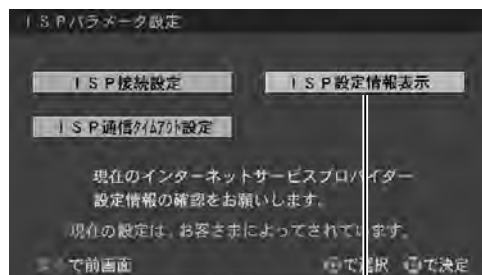 ISPパラメータ設定
ISP接続設定
ISP設定情報表示
ISP通信ﾀｲﾑｱｳﾄ設定
現在のインターネットサービスプロバイダー
設定情報の確認をお願いします。
現在の設定は、お客さまによってされています。
で前画面
で選択
で決定